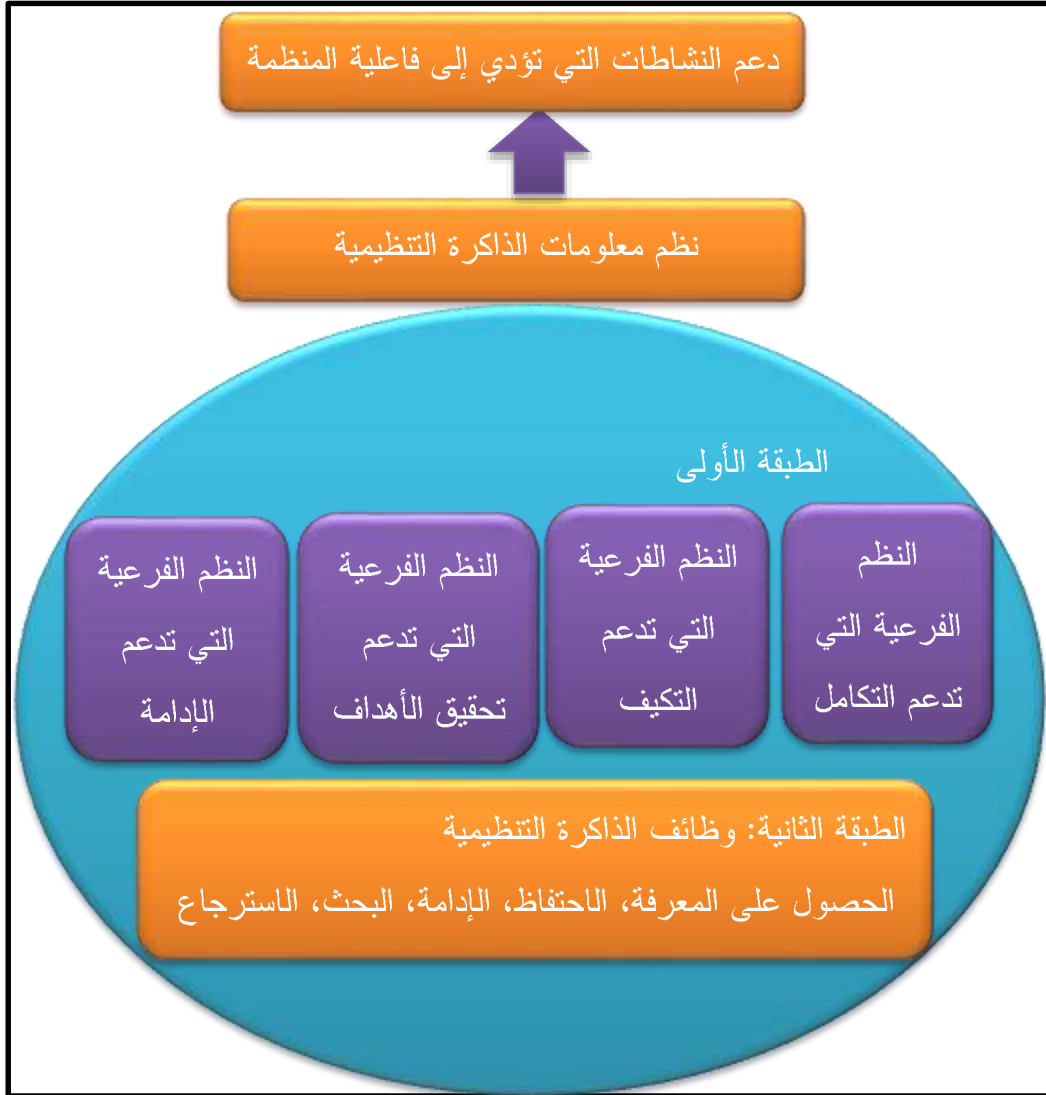 دعم النشاطات التي تؤدي إلى فاعلية المنظمة
نظم معلومات الذاكرة التنظيمية
الطبقة الأولى
النظم
الفرعية التي
تدعم التكامل
النظم الفرعية
التي تدعم
التكيف
النظم الفرعية
التي تدعم
تحقيق الأهداف
النظم الفرعية
التي تدعم
الإدامة
الطبقة الثانية: وظائف الذاكرة التنظيمية
الحصول على المعرفة، الاحتفاظ، الإدامة، البحث، الاسترجاع